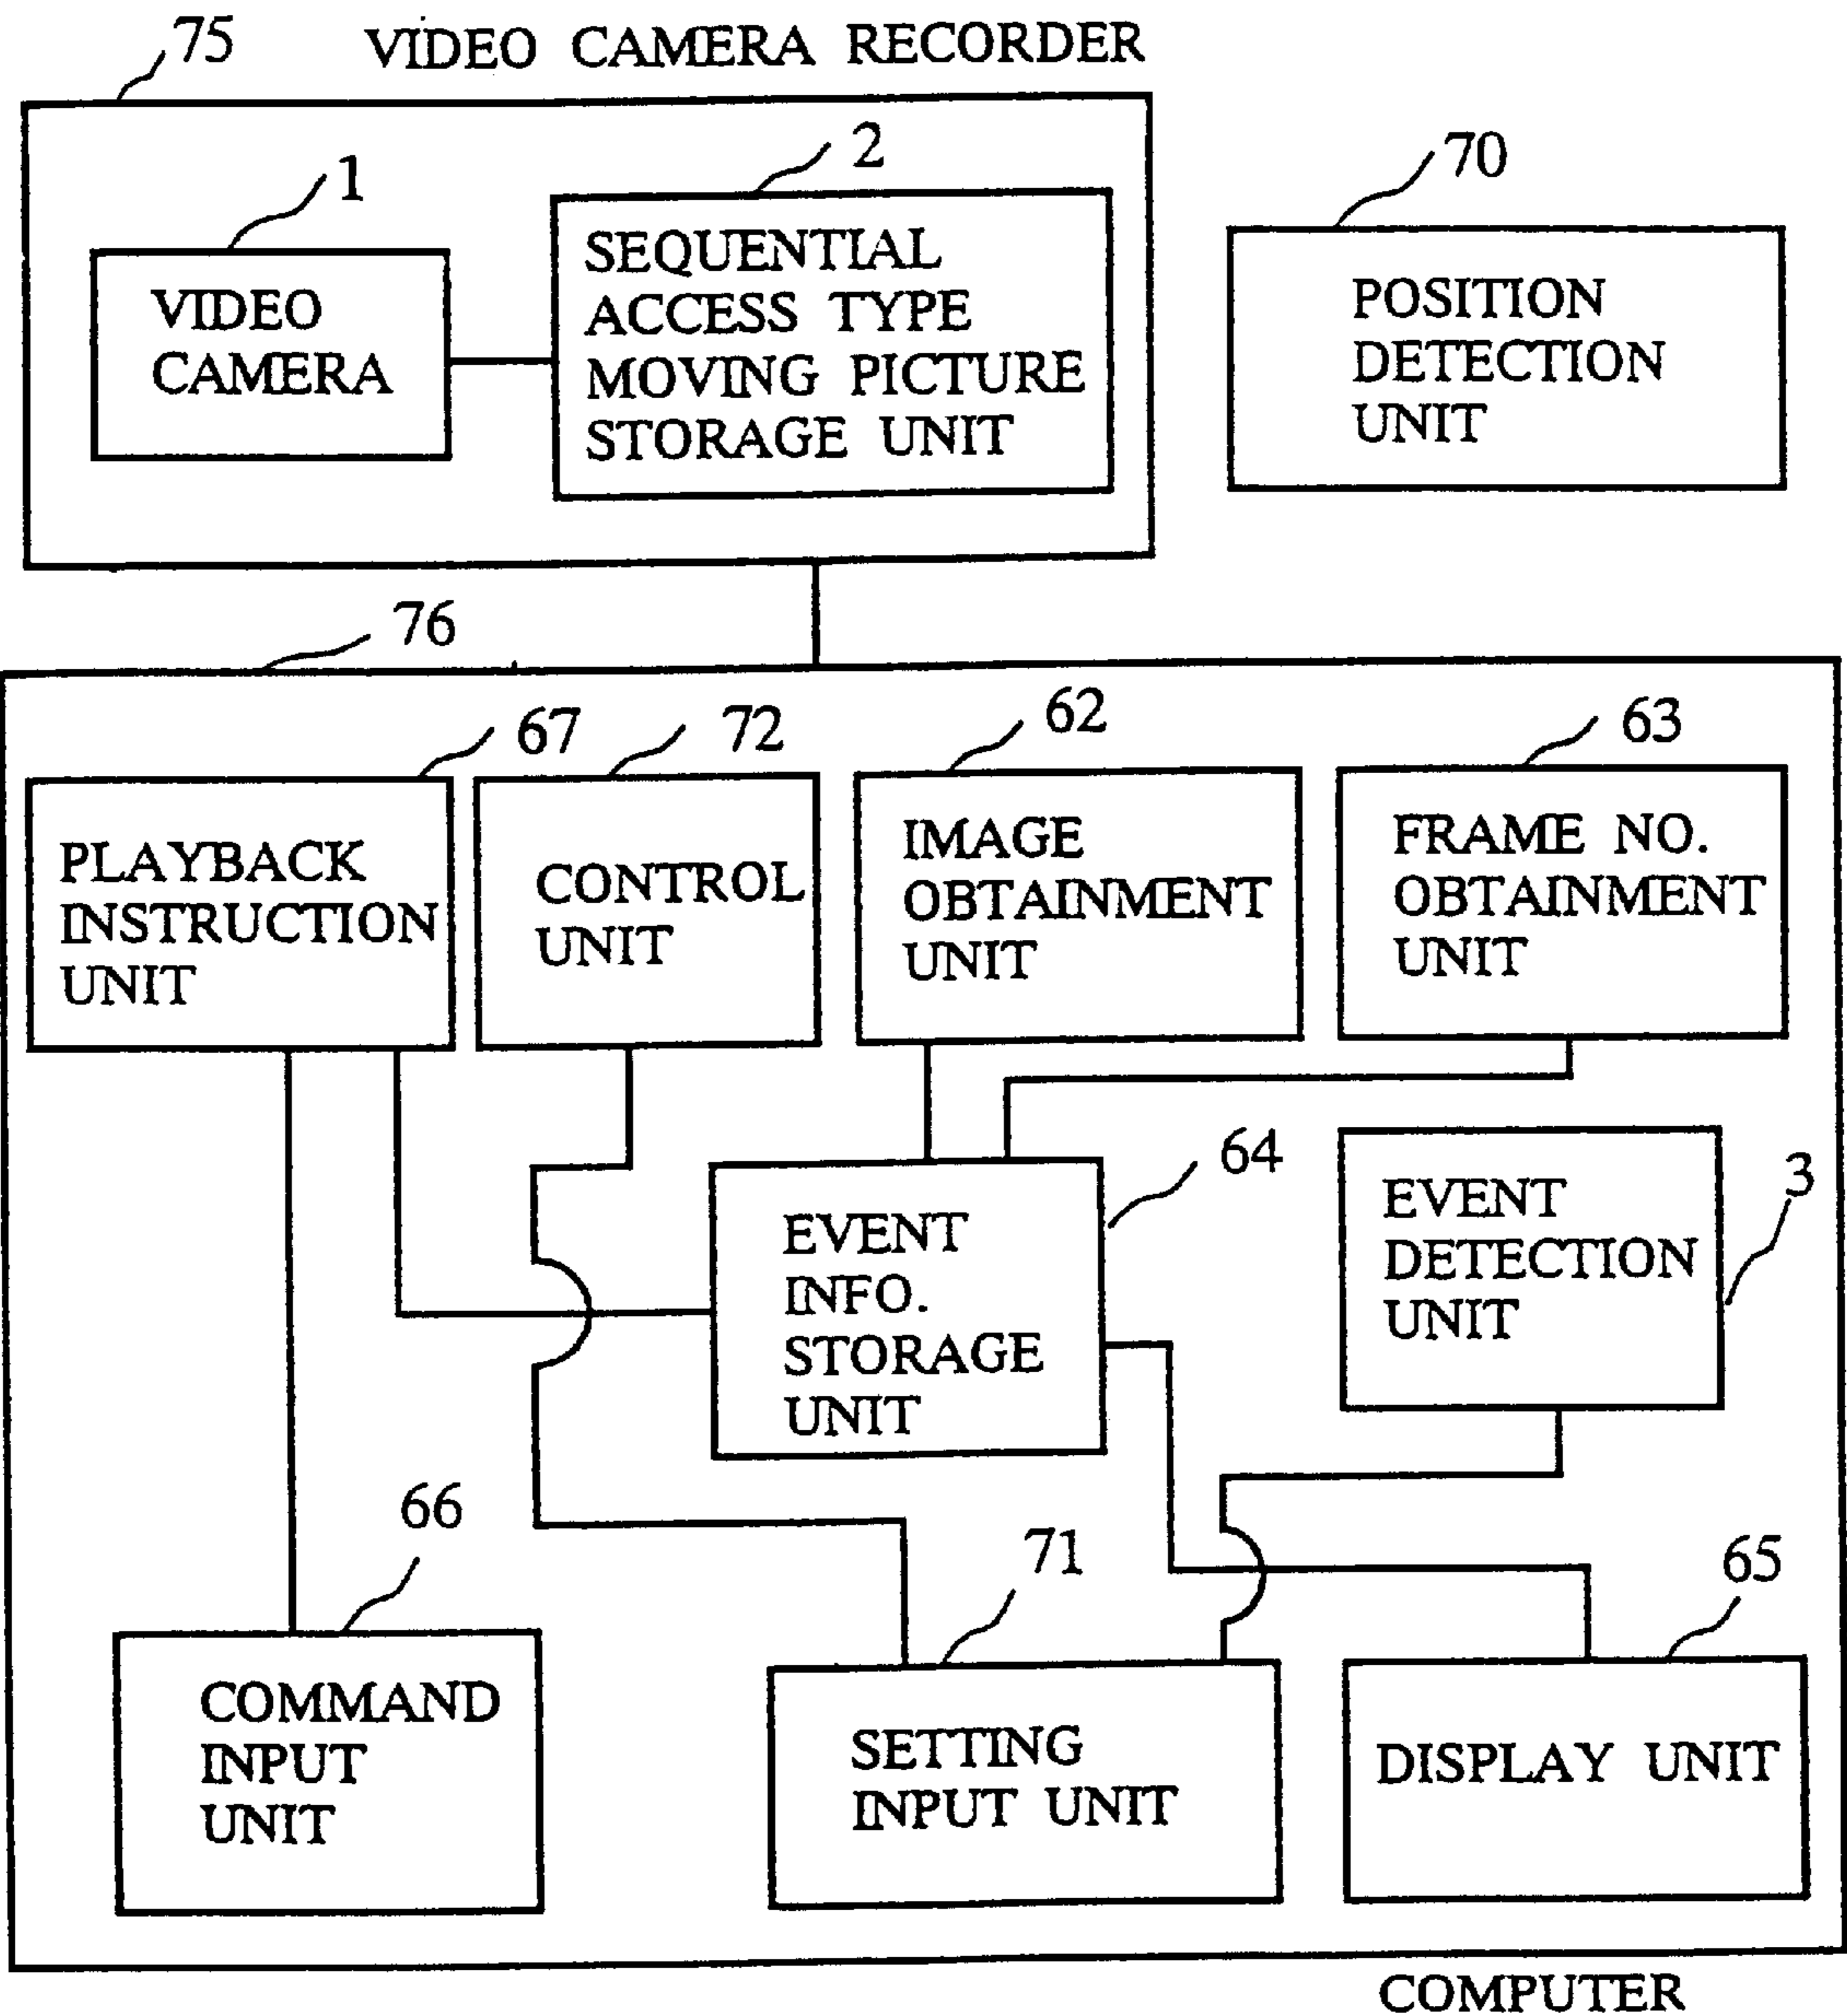 75
VIDEO CAMERA RECORDER
1
VIDEO
CAMERA
2
SEQUENTIAL
ACCESS TYPE
MOVING PICTURE
STORAGE UNIT
70
POSITION
DETECTION
UNIT
76
67
PLAYBACK
INSTRUCTION
UNIT
72
CONTROL
UNIT
62
IMAGE
OBTAINMENT
UNIT
63
FRAME NO.
OBTAINMENT
UNIT
64
EVENT
INFO.
STORAGE
UNIT
3
EVENT
DETECTION
UNIT
66
COMMAND
INPUT
UNIT
71
SETTING
INPUT UNIT
65
DISPLAY UNIT
COMPUTER